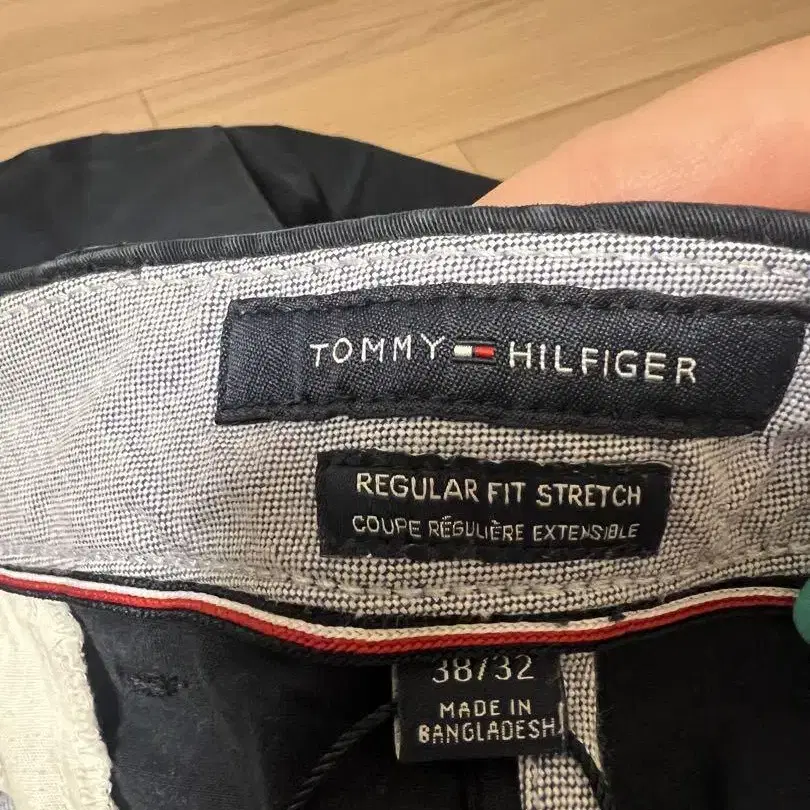 TOMMY HILFIGER
REGULAR FIT STRETCH
COUPE RÉGULIÈRE EXTENSIBLE
38/32
MADE IN
BANGLADESH